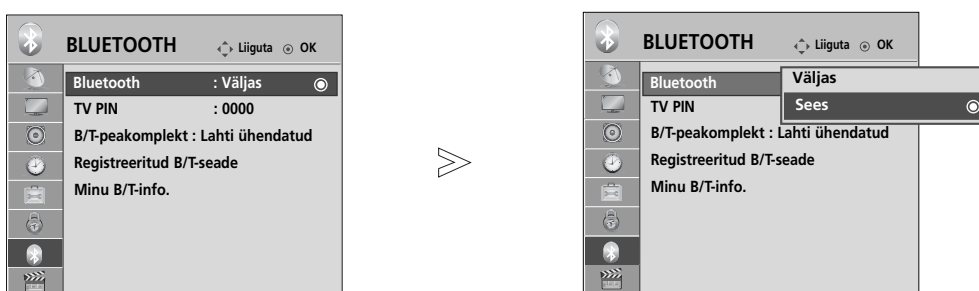 BLUETOOTH Liiguta OK
Bluetooth : Väljas
TV PIN : 0000
B/T-peakomplekt : Lahti ühendatud
Registreeritud B/T-seade
Minu B/T-info.
BLUETOOTH Liiguta OK
Bluetooth Väljas
TV PIN Sees
B/T-peakomplekt : Lahti ühendatud
Registreeritud B/T-seade
Minu B/T-info.